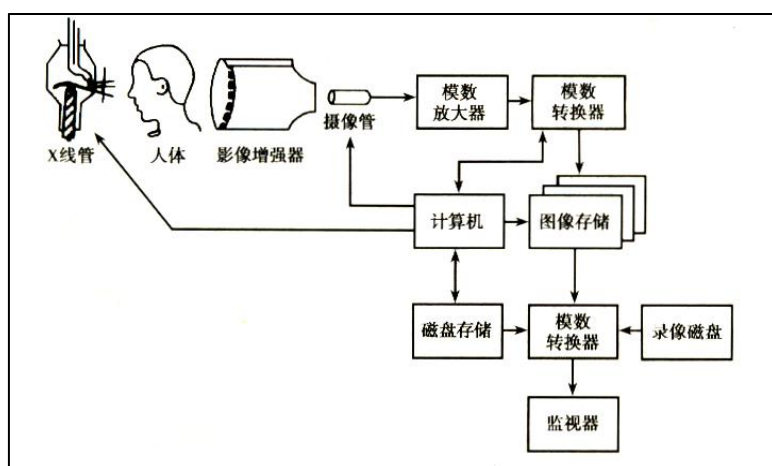 X线管
人体
影像增强器
摄像管
模数
放大器
模数
转换器
计算机
图像存储
磁盘存储
模数
转换器
录像磁盘
监视器